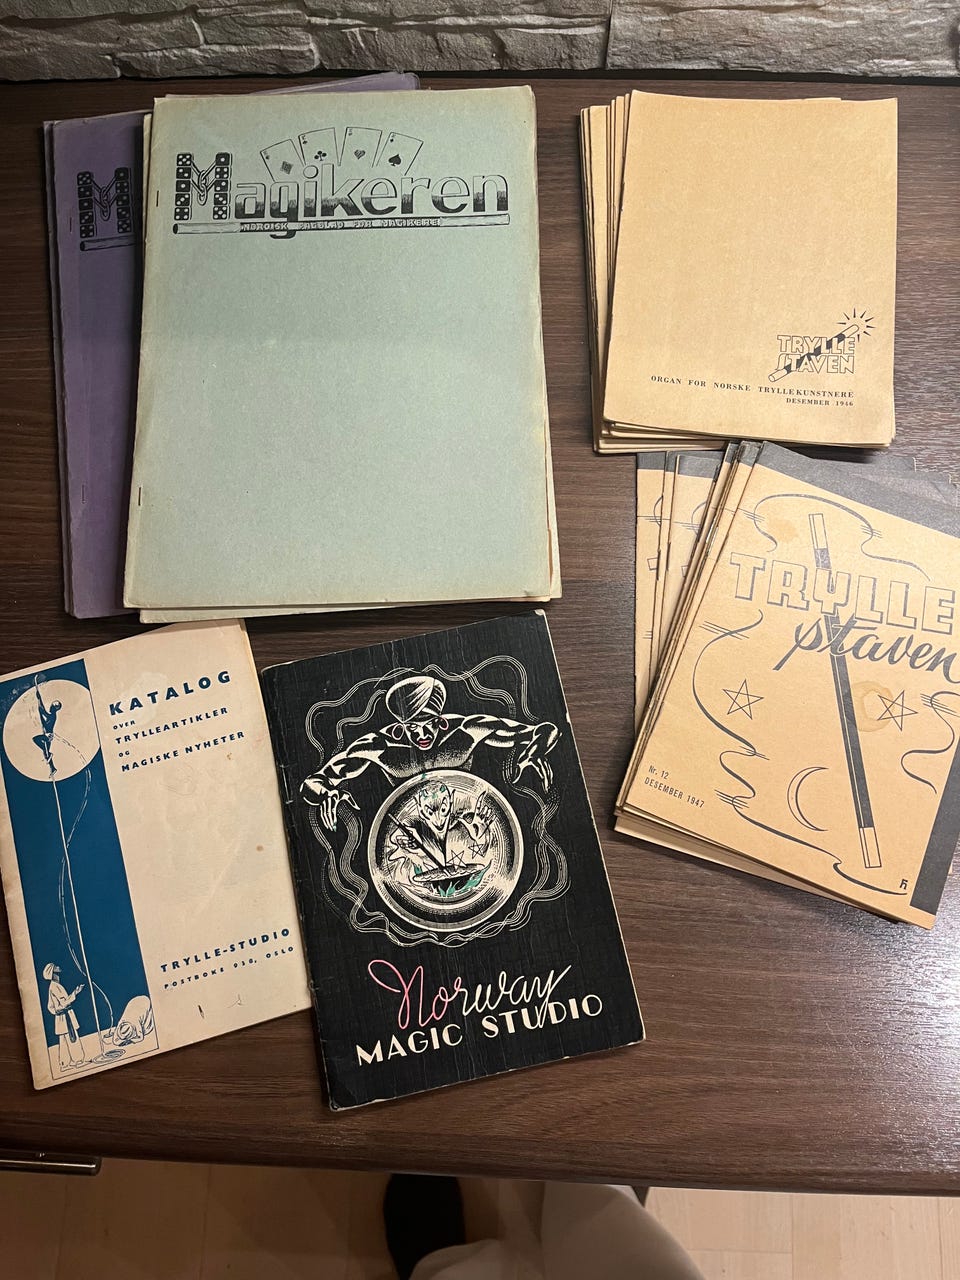 M
Magikeren
NORDISK FAGBLAD FOR MAGIKERE
TRYLLE
STAVEN
ORGAN FOR NORSKE TRYLLEKUNSTNERE
DESEMBER 1946
TRYLLE
staven
Nr. 12
DESEMBER 1947
KATALOG
OVER
TRYLLEARTIKLER
OG
MAGISKE NYHETER
TRYLLE-STUDIO
POSTBOKS 938, OSLO
Norway
MAGIC STUDIO